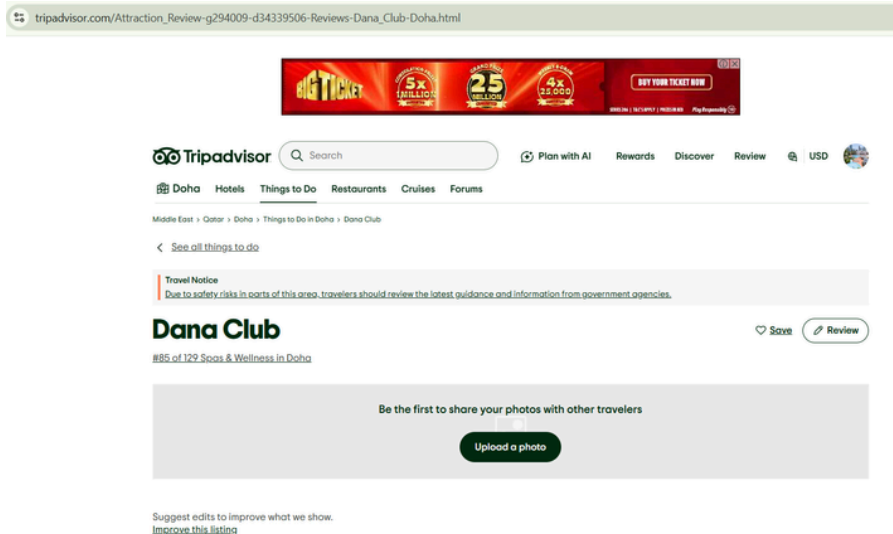 tripadvisor.com/Attraction_Review-g294009-d34339506-Reviews-Dana_Club-Doha.html
BIG TICKET
5x
1 MILLION
GRAND PRIZE
25
MILLION
4x
25,000
BUY YOUR TICKET NOW
Play Responsibly
Tripadvisor
Search
Plan with AI
Rewards
Discover
Review
USD
Doha
Hotels
Things to Do
Restaurants
Cruises
Forums
Middle East > Qatar > Doha > Things to Do in Doha > Dana Club
See all things to do
Travel Notice
Due to safety risks in parts of this area, travelers should review the latest guidance and information from government agencies.
Dana Club
Save
Review
#85 of 129 Spas & Wellness in Doha
Be the first to share your photos with other travelers
Upload a photo
Suggest edits to improve what we show.
Improve this listing